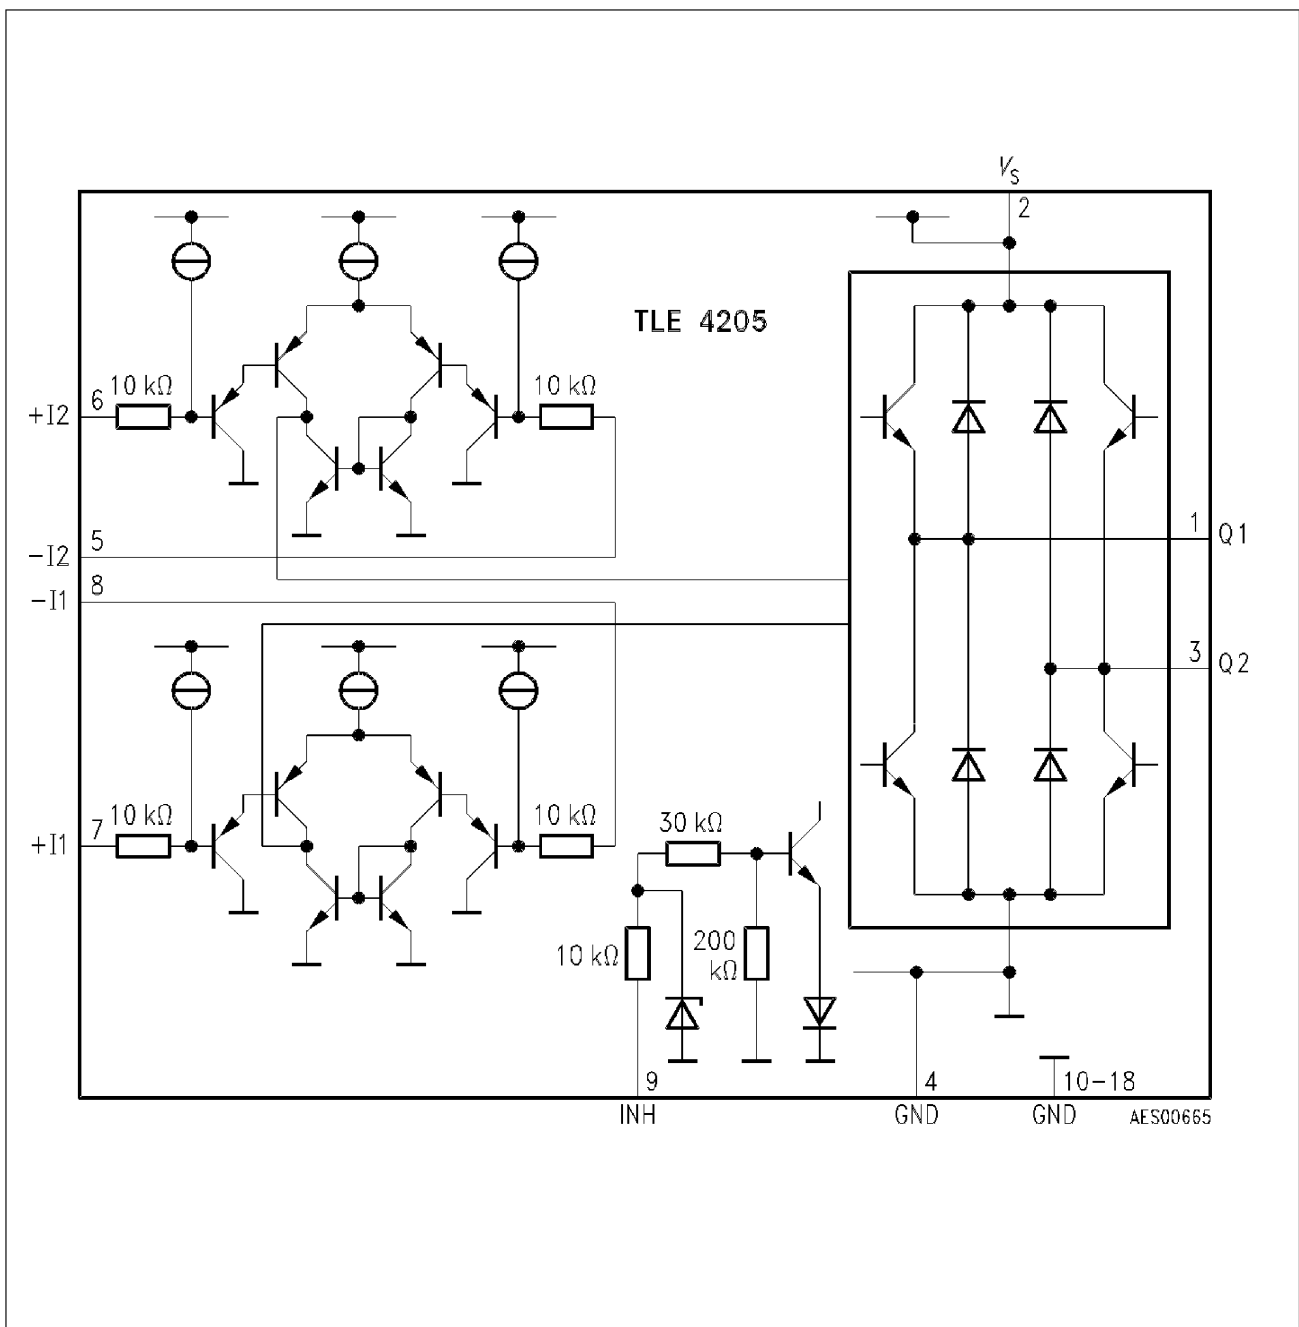 V_S
2
TLE 4205
10 kΩ
10 kΩ
+I2
6
1
Q1
-I2
5
-I1
8
3
Q2
10 kΩ
10 kΩ
+I1
7
30 kΩ
10 kΩ
200
kΩ
9
4
10-18
INH
GND
GND
AES00665